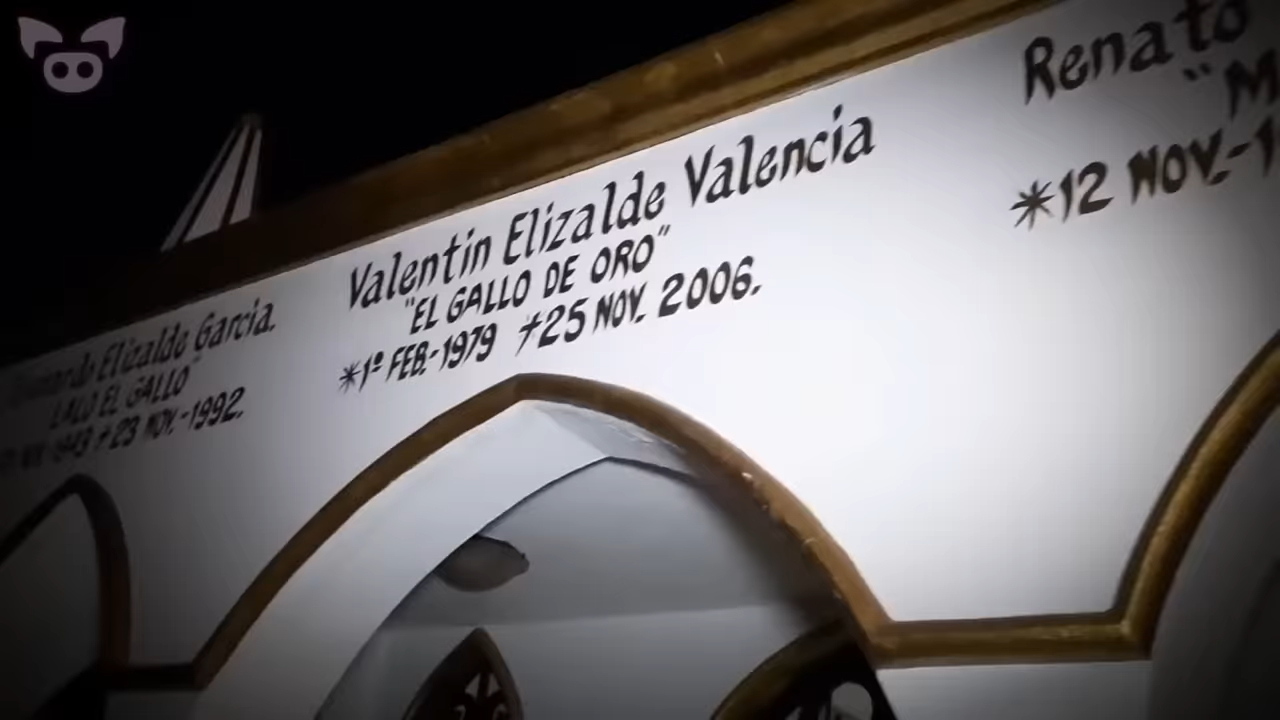 Elizalde Garcia.
LALO EL GALLO"
23 NOV.-1992.
Valentin Elizalde Valencia
"EL GALLO DE ORO"
*1º FEB.-1979 †25 NOV. 2006.
Renato
"M
*12 NOV.-1